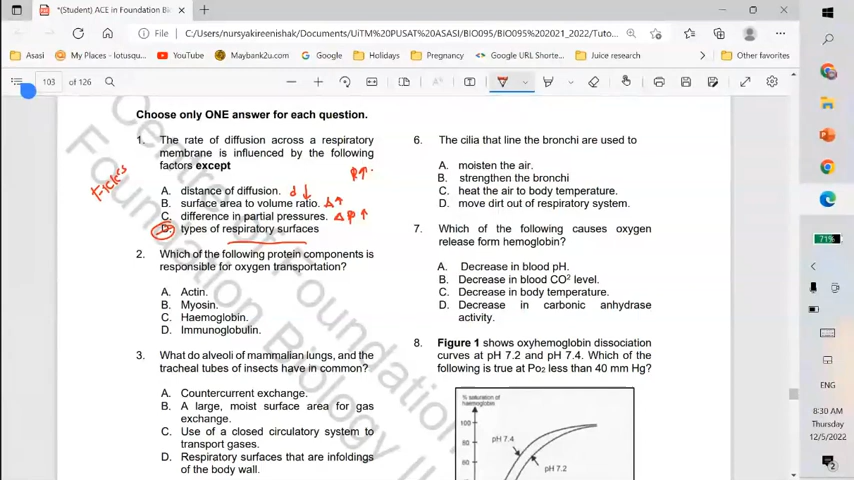 *(Student) ACE in Foundation Bi
File
C:/Users/nursyakireenishak/Documents/UiTM%20PUSAT%20ASASI/BIO095%20%202021_2022/Tuto...
Asasi
My Places - lotusqu...
YouTube
Maybank2u.com
Holidays
Pregnancy
Google URL Shorte...
Juice research
Other favorites
103 of 126
Choose only ONE answer for each question.
1. The rate of diffusion across a respiratory
membrane is influenced by the following
factors except
factors
R↑.
A. distance of diffusion. d↓
B. surface area to volume ratio. A↑
C. difference in partial pressures. ΔP↑
D. types of respiratory surfaces
2. Which of the following protein components is
responsible for oxygen transportation?
A. Actin.
B. Myosin.
C. Haemoglobin.
D. Immunoglobulin.
3. What do alveoli of mammalian lungs, and the
tracheal tubes of insects have in common?
A. Countercurrent exchange.
B. A large, moist surface area for gas
exchange.
C. Use of a closed circulatory system to
transport gases.
D. Respiratory surfaces that are infoldings
of the body wall.
6. The cilia that line the bronchi are used to
A. moisten the air.
B. strengthen the bronchi
C. heat the air to body temperature.
D. move dirt out of respiratory system.
7. Which of the following causes oxygen
release form hemoglobin?
A. Decrease in blood pH.
B. Decrease in blood CO² level.
C. Decrease in body temperature.
D. Decrease in carbonic anhydrase
activity.
8. Figure 1 shows oxyhemoglobin dissociation
curves at pH 7.2 and pH 7.4. Which of the
following is true at Po₂ less than 40 mm Hg?
% saturation of
haemoglobin
100
80
60
pH 7.4
pH 7.2
Centre of Foundation
Foundation Biology II
71%
ENG
8:30 AM
Thursday
12/5/2022